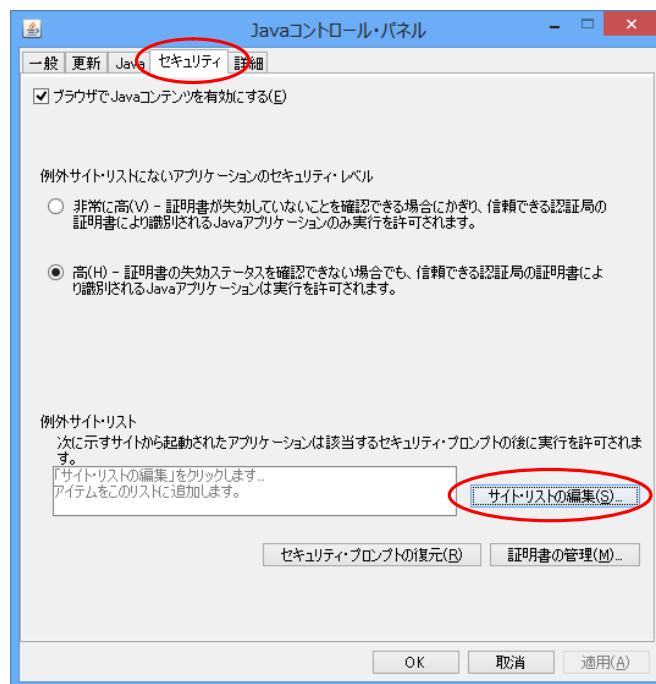 Javaコントロール・パネル
一般 更新 Java セキュリティ 詳細
ブラウザでJavaコンテンツを有効にする(E)
例外サイト・リストにないアプリケーションのセキュリティ・レベル
非常に高(V) - 証明書が失効していないことを確認できる場合にかぎり、信頼できる認証局の
証明書により識別されるJavaアプリケーションのみ実行を許可されます。
高(H) - 証明書の失効ステータスを確認できない場合でも、信頼できる認証局の証明書によ
り識別されるJavaアプリケーションは実行を許可されます。
例外サイト・リスト
次に示すサイトから起動されたアプリケーションは該当するセキュリティ・プロンプトの後に実行を許可されま
す。
「サイト・リストの編集」をクリックします...
アイテムをこのリストに追加します。
サイト・リストの編集(S)...
セキュリティ・プロンプトの復元(R) 証明書の管理(M)...
OK 取消 適用(A)